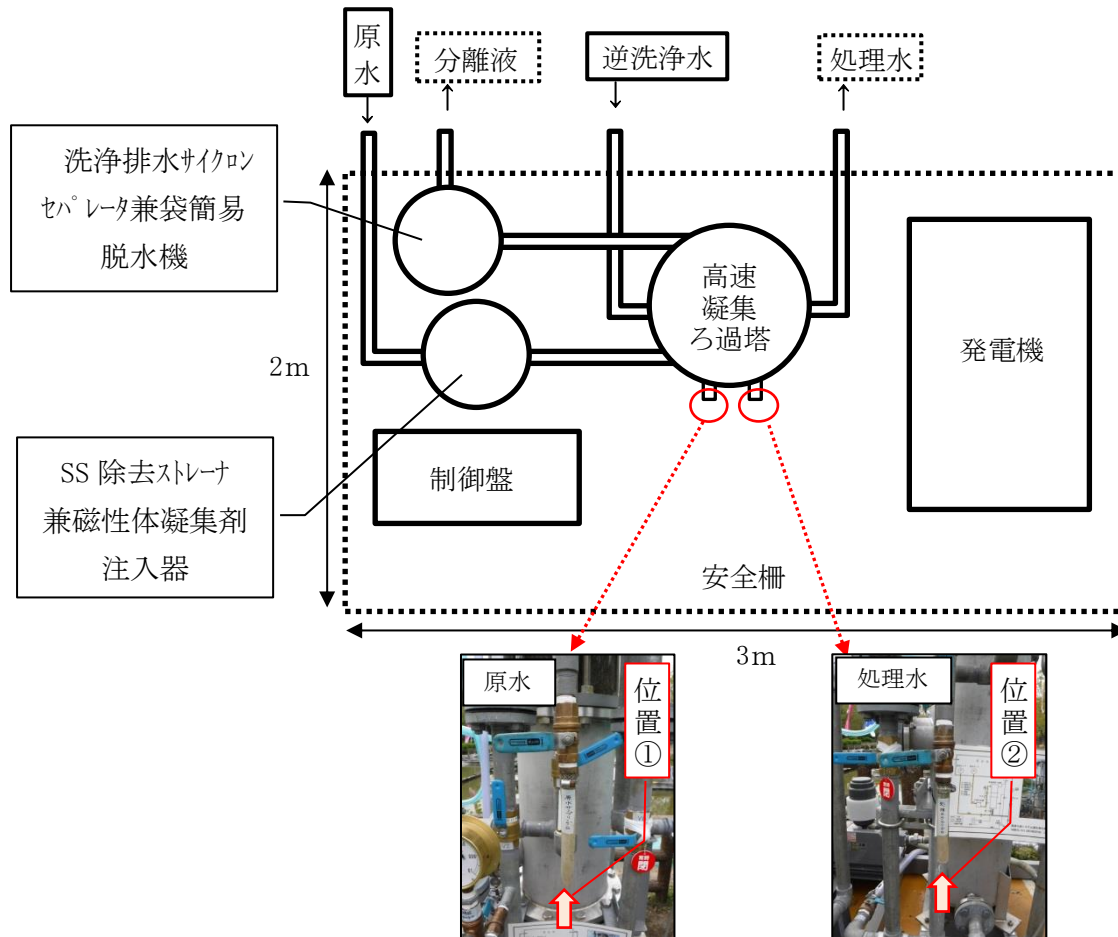 原
水
分離液
逆洗浄水
処理水
洗浄排水ｻｲｸﾛﾝ
ｾﾊﾟﾚｰﾀ兼袋簡易
脱水機
高速
凝集
ろ過塔
発電機
2m
SS 除去ｽﾄﾚｰﾅ
兼磁性体凝集剤
注入器
制御盤
安全柵
3m
原水
位置①
処理水
位置②
閉